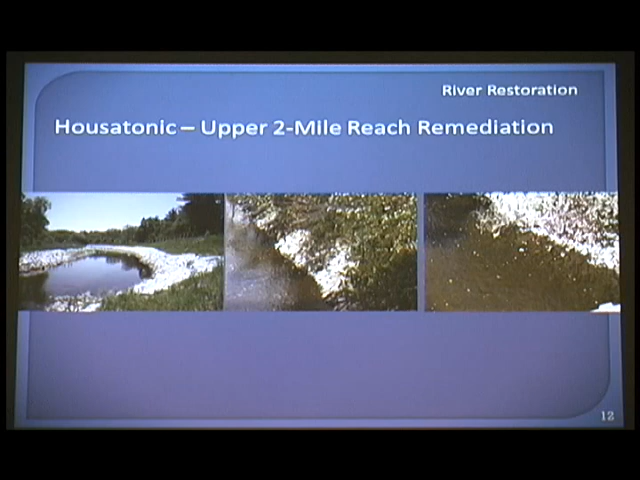 River Restoration
Housatonic – Upper 2-Mile Reach Remediation
12